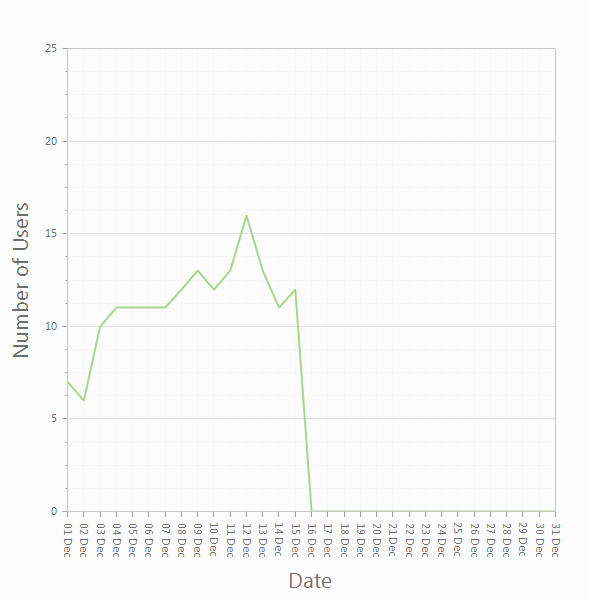 25
20
15
10
5
0
Number of Users
01 Dec
02 Dec
03 Dec
04 Dec
05 Dec
06 Dec
07 Dec
08 Dec
09 Dec
10 Dec
11 Dec
12 Dec
13 Dec
14 Dec
15 Dec
16 Dec
17 Dec
18 Dec
19 Dec
20 Dec
21 Dec
22 Dec
23 Dec
24 Dec
25 Dec
26 Dec
27 Dec
28 Dec
29 Dec
30 Dec
31 Dec
Date